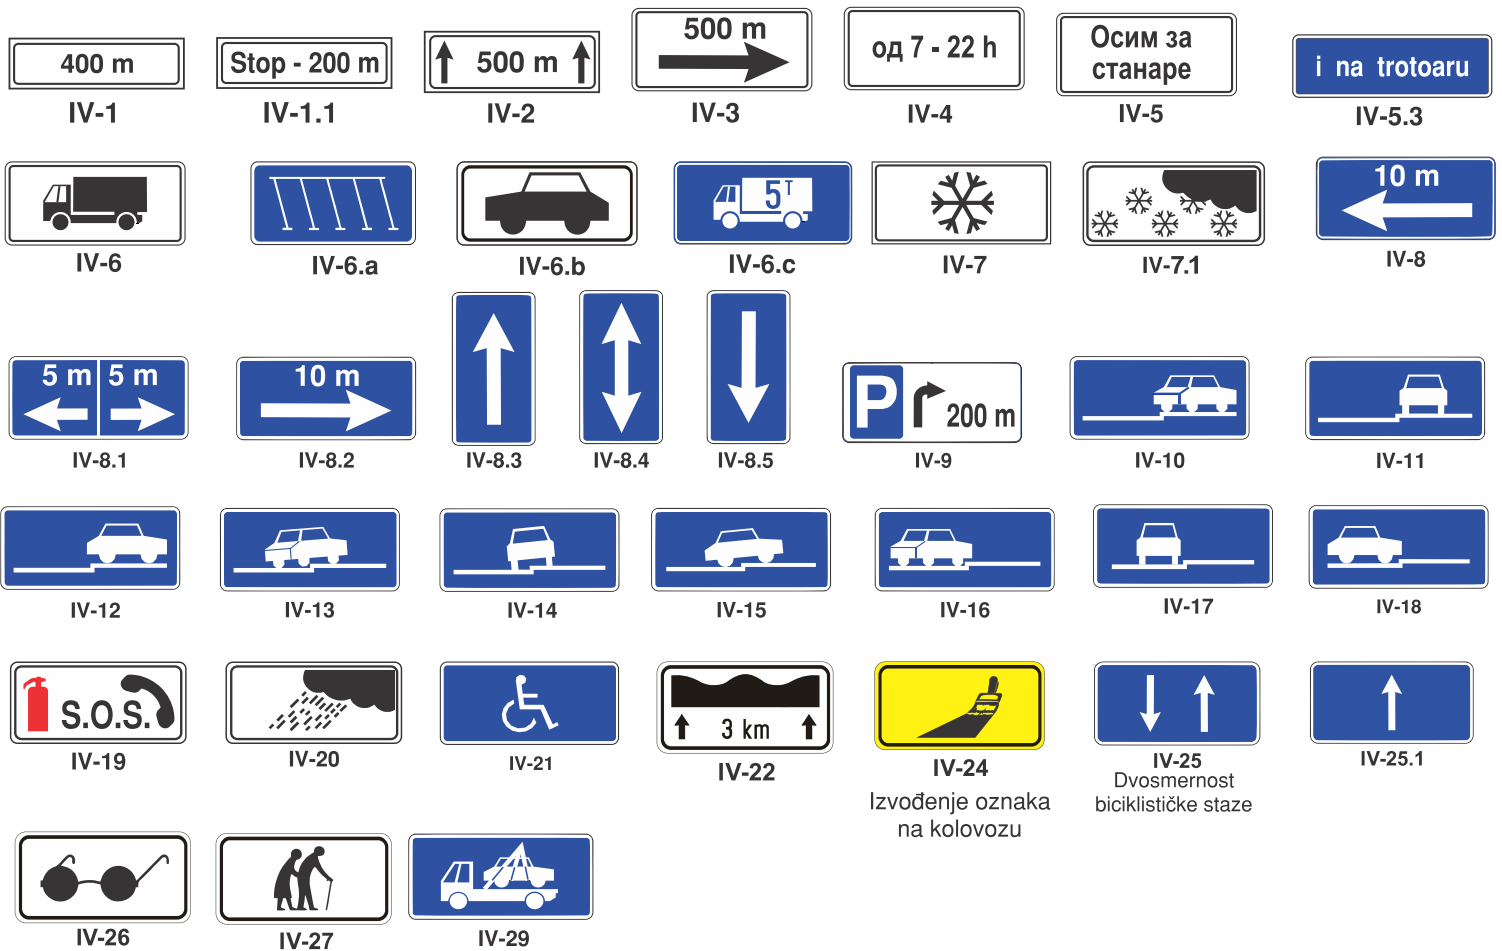 400 m
Stop - 200 m
500 m
500 m
од 7 - 22 h
Осим за
станаре
i na trotoaru
IV-1
IV-1.1
IV-2
IV-3
IV-4
IV-5
IV-5.3
5T
10 m
IV-6
IV-6.a
IV-6.b
IV-6.c
IV-7
IV-7.1
IV-8
5 m
5 m
10 m
P
200 m
IV-8.1
IV-8.2
IV-8.3
IV-8.4
IV-8.5
IV-9
IV-10
IV-11
IV-12
IV-13
IV-14
IV-15
IV-16
IV-17
IV-18
S.O.S.
3 km
IV-19
IV-20
IV-21
IV-22
IV-24
Izvođenje oznaka
na kolovozu
IV-25
Dvosmernost
biciklističke staze
IV-25.1
IV-26
IV-27
IV-29